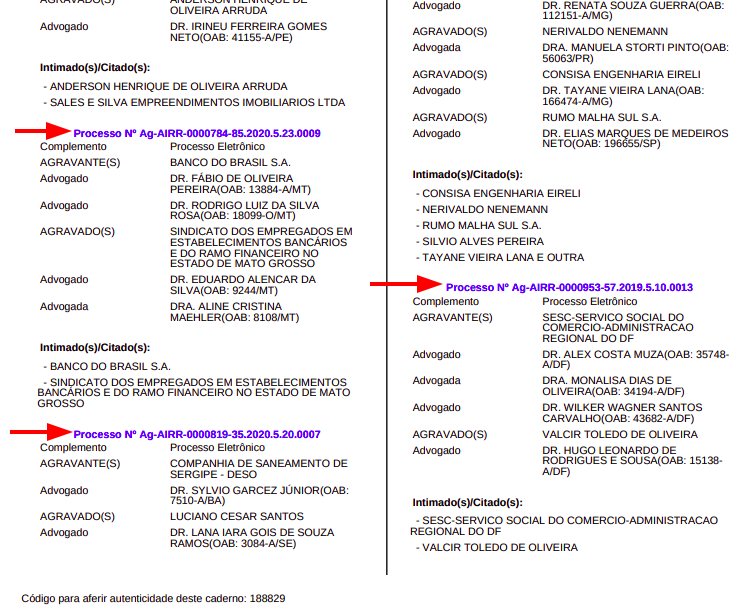 AGRAVADO(S) ANDERSON HENRIQUE DE
OLIVEIRA ARRUDA
Advogado DR. IRINEU FERREIRA GOMES
NETO(OAB: 41155-A/PE)
Intimado(s)/Citado(s):
- ANDERSON HENRIQUE DE OLIVEIRA ARRUDA
- SALES E SILVA EMPREENDIMENTOS IMOBILIARIOS LTDA
Processo Nº Ag-AIRR-0000784-85.2020.5.23.0009
Complemento Processo Eletrônico
AGRAVANTE(S) BANCO DO BRASIL S.A.
Advogado DR. FÁBIO DE OLIVEIRA
PEREIRA(OAB: 13884-A/MT)
Advogado DR. RODRIGO LUIZ DA SILVA
ROSA(OAB: 18099-O/MT)
AGRAVADO(S) SINDICATO DOS EMPREGADOS EM
ESTABELECIMENTOS BANCÁRIOS
E DO RAMO FINANCEIRO NO
ESTADO DE MATO GROSSO
Advogado DR. EDUARDO ALENCAR DA
SILVA(OAB: 9244/MT)
Advogada DRA. ALINE CRISTINA
MAEHLER(OAB: 8108/MT)
Intimado(s)/Citado(s):
- BANCO DO BRASIL S.A.
- SINDICATO DOS EMPREGADOS EM ESTABELECIMENTOS
BANCÁRIOS E DO RAMO FINANCEIRO NO ESTADO DE MATO
GROSSO
Processo Nº Ag-AIRR-0000819-35.2020.5.20.0007
Complemento Processo Eletrônico
AGRAVANTE(S) COMPANHIA DE SANEAMENTO DE
SERGIPE - DESO
Advogado DR. SYLVIO GARCEZ JÚNIOR(OAB:
7510-A/BA)
AGRAVADO(S) LUCIANO CESAR SANTOS
Advogado DR. LANA IARA GOIS DE SOUZA
RAMOS(OAB: 3084-A/SE)
Advogado DR. RENATA SOUZA GUERRA(OAB:
112151-A/MG)
AGRAVADO(S) NERIVALDO NENEMANN
Advogada DRA. MANUELA STORTI PINTO(OAB:
56063/PR)
AGRAVADO(S) CONSISA ENGENHARIA EIRELI
Advogado DR. TAYANE VIEIRA LANA(OAB:
166474-A/MG)
AGRAVADO(S) RUMO MALHA SUL S.A.
Advogado DR. ELIAS MARQUES DE MEDEIROS
NETO(OAB: 196655/SP)
Intimado(s)/Citado(s):
- CONSISA ENGENHARIA EIRELI
- NERIVALDO NENEMANN
- RUMO MALHA SUL S.A.
- SILVIO ALVES PEREIRA
- TAYANE VIEIRA LANA E OUTRA
Processo Nº Ag-AIRR-0000953-57.2019.5.10.0013
Complemento Processo Eletrônico
AGRAVANTE(S) SESC-SERVICO SOCIAL DO
COMERCIO-ADMINISTRACAO
REGIONAL DO DF
Advogado DR. ALEX COSTA MUZA(OAB: 35748-
A/DF)
Advogada DRA. MONALISA DIAS DE
OLIVEIRA(OAB: 34194-A/DF)
Advogado DR. WILKER WAGNER SANTOS
CARVALHO(OAB: 43682-A/DF)
AGRAVADO(S) VALCIR TOLEDO DE OLIVEIRA
Advogado DR. HUGO LEONARDO DE
RODRIGUES E SOUSA(OAB: 15138-
A/DF)
Intimado(s)/Citado(s):
- SESC-SERVICO SOCIAL DO COMERCIO-ADMINISTRACAO
REGIONAL DO DF
- VALCIR TOLEDO DE OLIVEIRA
Código para aferir autenticidade deste caderno: 188829